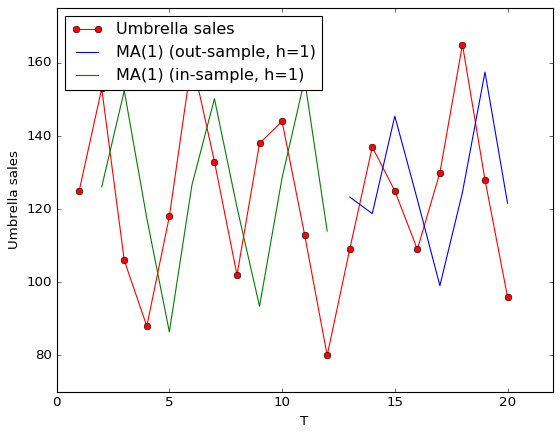 Umbrella sales
MA(1) (out-sample, h=1)
MA(1) (in-sample, h=1)
Umbrella sales
160
140
120
100
80
0
5
10
15
20
T